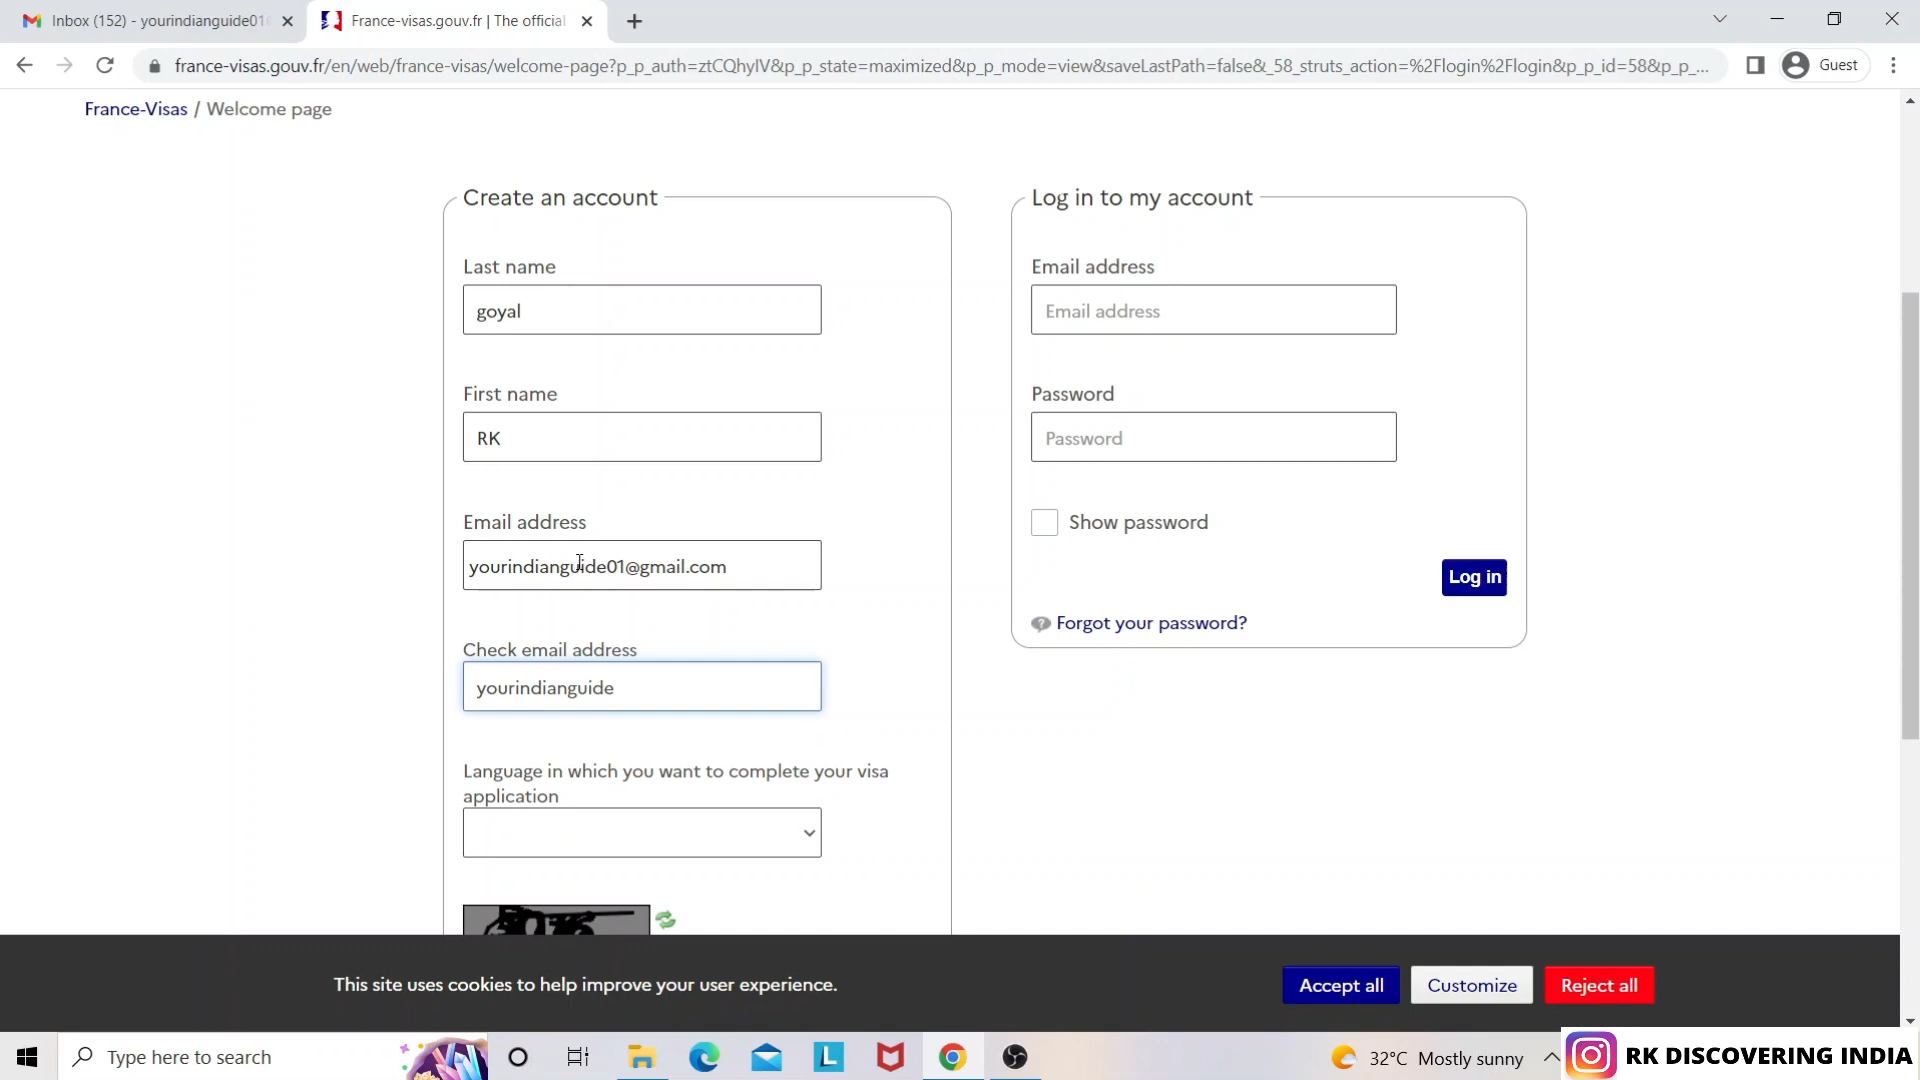 Inbox (152) - yourindianguide01
France-visas.gouv.fr | The official
france-visas.gouv.fr/en/web/france-visas/welcome-page?p_p_auth=ztCQhyIV&p_p_state=maximized&p_p_mode=view&saveLastPath=false&_58_struts_action=%2Flogin%2Flogin&p_p_id=58&p_p_...
Guest
France-Visas / Welcome page
Create an account
Last name
goyal
First name
RK
Email address
yourindianguide01@gmail.com
Check email address
yourindianguide
Language in which you want to complete your visa
application
Log in to my account
Email address
Email address
Password
Password
Show password
Log in
Forgot your password?
This site uses cookies to help improve your user experience.
Accept all
Customize
Reject all
Type here to search
L
32°C Mostly sunny
RK DISCOVERING INDIA